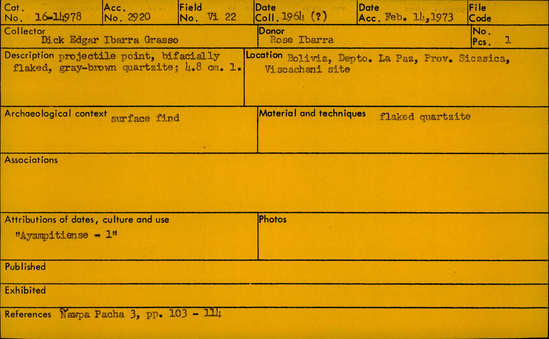 Cat. No. 16-14978 Acc. No. 2920 Field No. Vi 22 Date Coll. 1964 (?) Date Acc. Feb. 14, 1973 File Code
Collector Dick Edgar Ibarra Grasso Donor Rose Ibarra No. Pcs. 1
Description projectile point, bifacially
flaked, gray-brown quartzite; 4.8 cm. l.
Location Bolivia, Depto. La Paz, Prov. Sicasica,
Viscachani site
Archaeological context surface find
Material and techniques flaked quartzite
Associations
Attributions of dates, culture and use
"Ayampitiense - 1"
Photos
Published
Exhibited
References Ñawpa Pacha 3, pp. 103 - 114